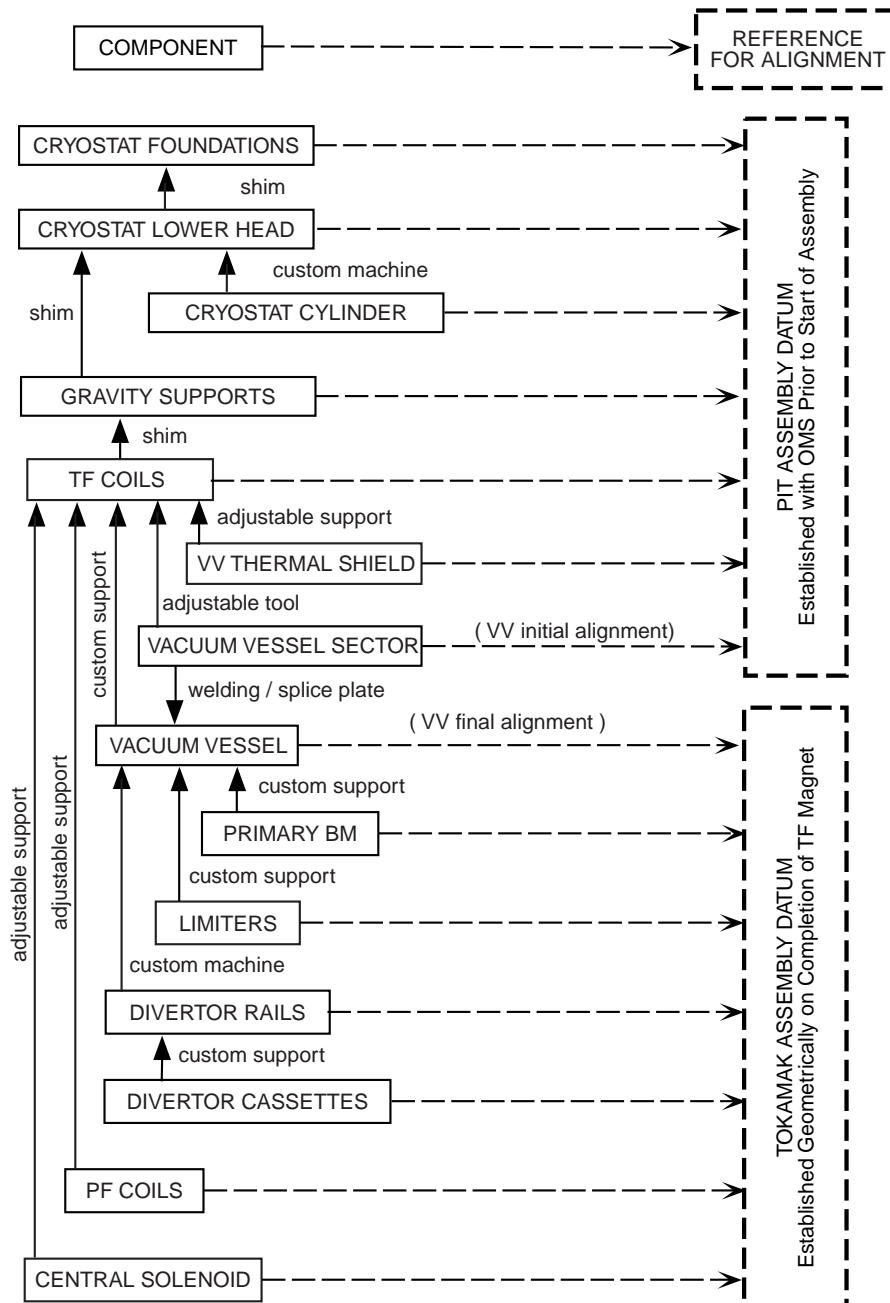 COMPONENT
REFERENCE
FOR ALIGNMENT
CRYOSTAT FOUNDATIONS
shim
CRYOSTAT LOWER HEAD
custom machine
shim
CRYOSTAT CYLINDER
GRAVITY SUPPORTS
shim
TF COILS
adjustable support
VV THERMAL SHIELD
custom support
adjustable tool
VACUUM VESSEL SECTOR
( VV initial alignment)
welding / splice plate
VACUUM VESSEL
( VV final alignment )
custom support
PRIMARY BM
custom support
LIMITERS
custom machine
DIVERTOR RAILS
custom support
DIVERTOR CASSETTES
adjustable support
adjustable support
PF COILS
CENTRAL SOLENOID
PIT ASSEMBLY DATUM
Established with OMS Prior to Start of Assembly
TOKAMAK ASSEMBLY DATUM
Established Geometrically on Completion of TF Magnet